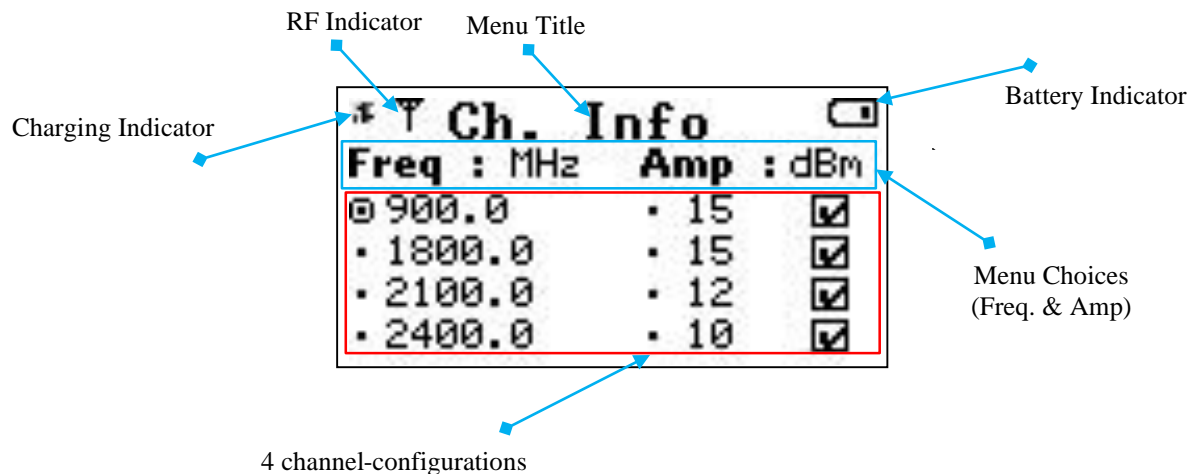 RF Indicator
Menu Title
Battery Indicator
Charging Indicator
Ch. Info
Freq : MHz Amp : dBm
900.0 15
1800.0 15
2100.0 12
2400.0 10
Menu Choices
(Freq. & Amp)
4 channel-configurations